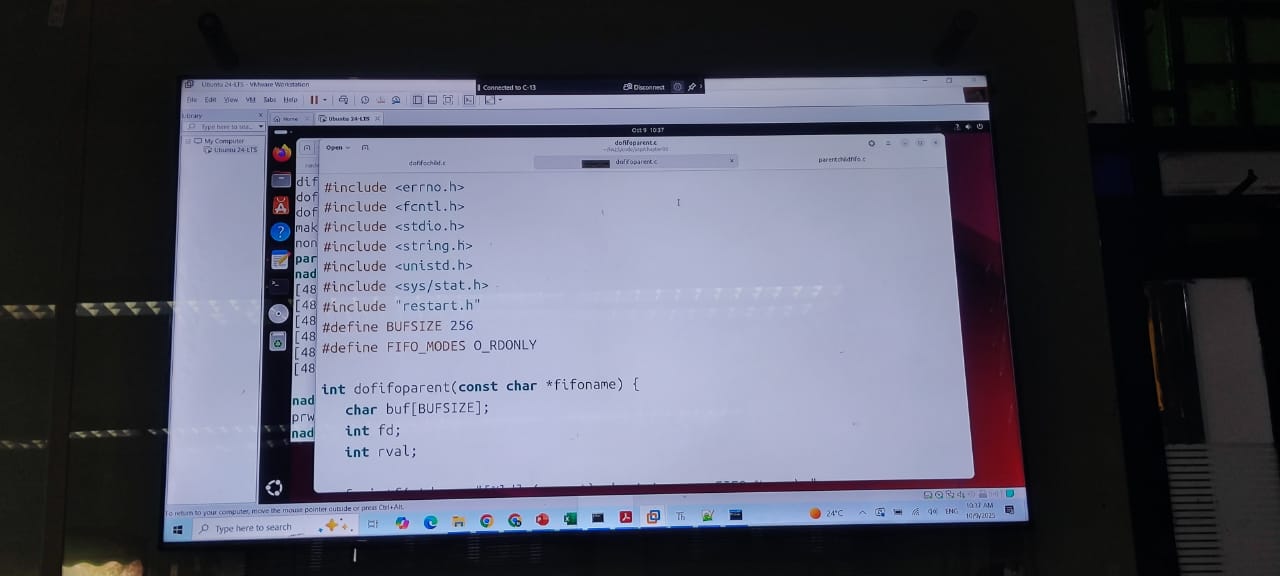 Ubuntu 24-LTS - VMware Workstation
Connected to C-13
Disconnect
File Edit View VM Tabs Help
Library
Type here to sea...
My Computer
Ubuntu 24-LTS
Home
Ubuntu 24-LTS
Oct 9 10:37
Open
dofifoparent.c
dofifochild.c
dofifoparent.c
parentchildfifo.c
dif
dof
dof
mak
non
par
nad
[48
[48
[48
[48
[48
[48
nad
prw
nad
#include <errno.h>
#include <fcntl.h>
#include <stdio.h>
#include <string.h>
#include <unistd.h>
#include <sys/stat.h>
#include "restart.h"
#define BUFSIZE 256
#define FIFO_MODES O_RDONLY
int dofifoparent(const char *fifoname) {
char buf[BUFSIZE];
int fd;
int rval;
To return to your computer, move the mouse pointer outside or press Ctrl+Alt.
Type here to search
24°C
ENG
10:37 AM
10/9/2025